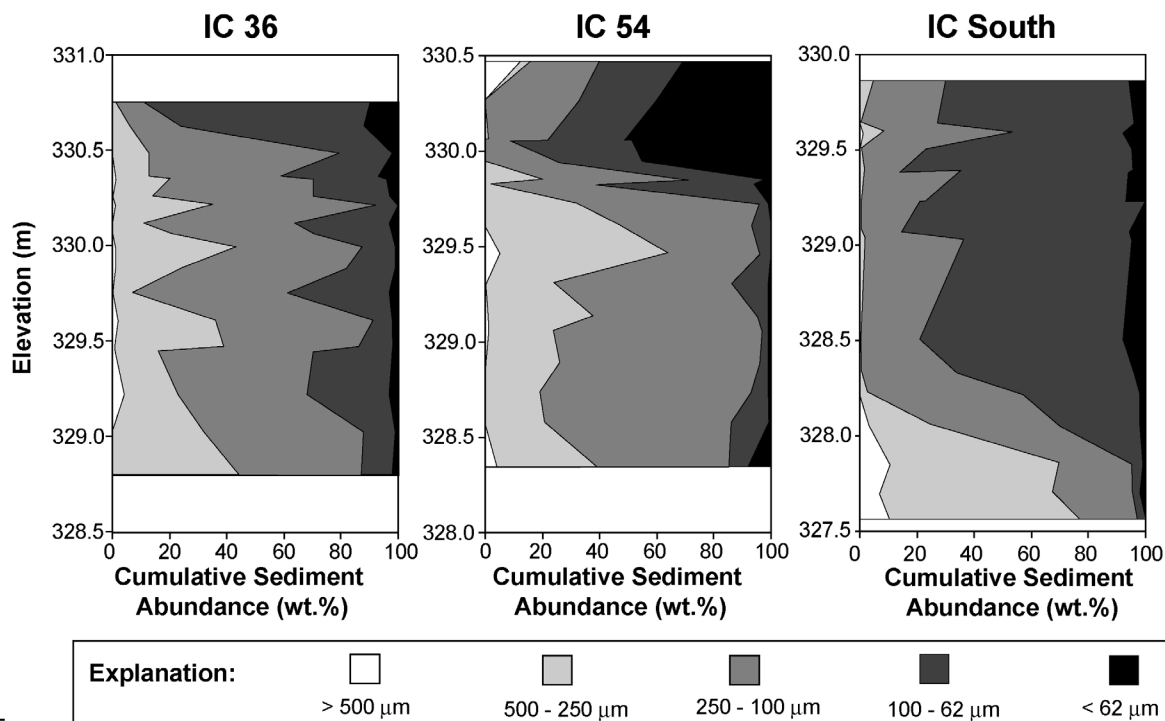 IC 36
IC 54
IC South
331.0
330.5
330.0
329.5
329.0
328.5
Elevation (m)
0 20 40 60 80 100
Cumulative Sediment
Abundance (wt.%)
330.5
330.0
329.5
329.0
328.5
328.0
0 20 40 60 80 100
Cumulative Sediment
Abundance (wt.%)
330.0
329.5
329.0
328.5
328.0
327.5
0 20 40 60 80 100
Cumulative Sediment
Abundance (wt.%)
Explanation:
> 500 μm
500 - 250 μm
250 - 100 μm
100 - 62 μm
< 62 μm